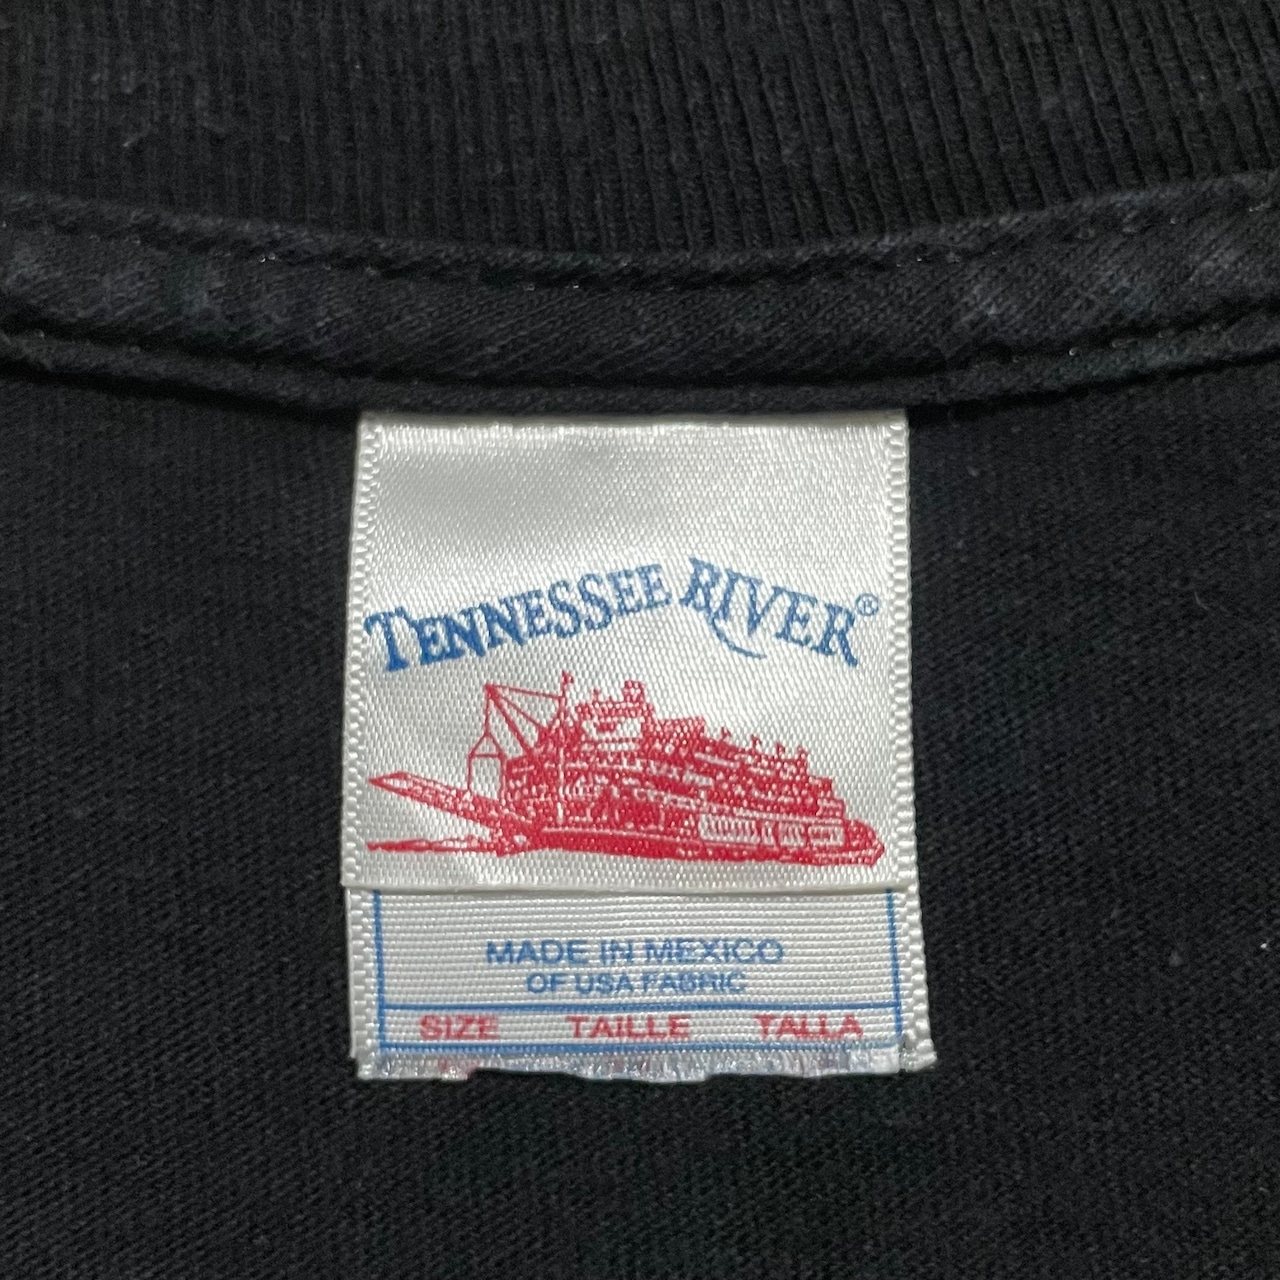 TENNESSEE RIVER®
MADE IN MEXICO
OF USA FABRIC
SIZE TAILLE TALLA